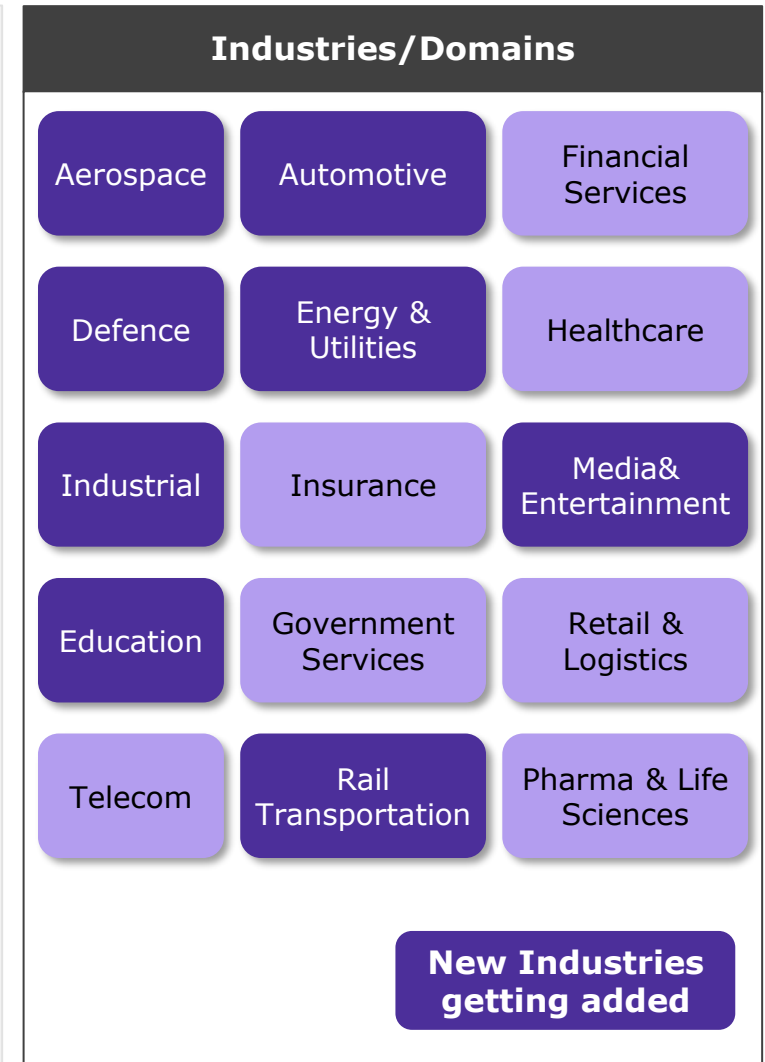 Industries/Domains
Aerospace
Automotive
Financial
Services
Defence
Energy &
Utilities
Healthcare
Industrial
Insurance
Media&
Entertainment
Education
Government
Services
Retail &
Logistics
Telecom
Rail
Transportation
Pharma & Life
Sciences
New Industries
getting added